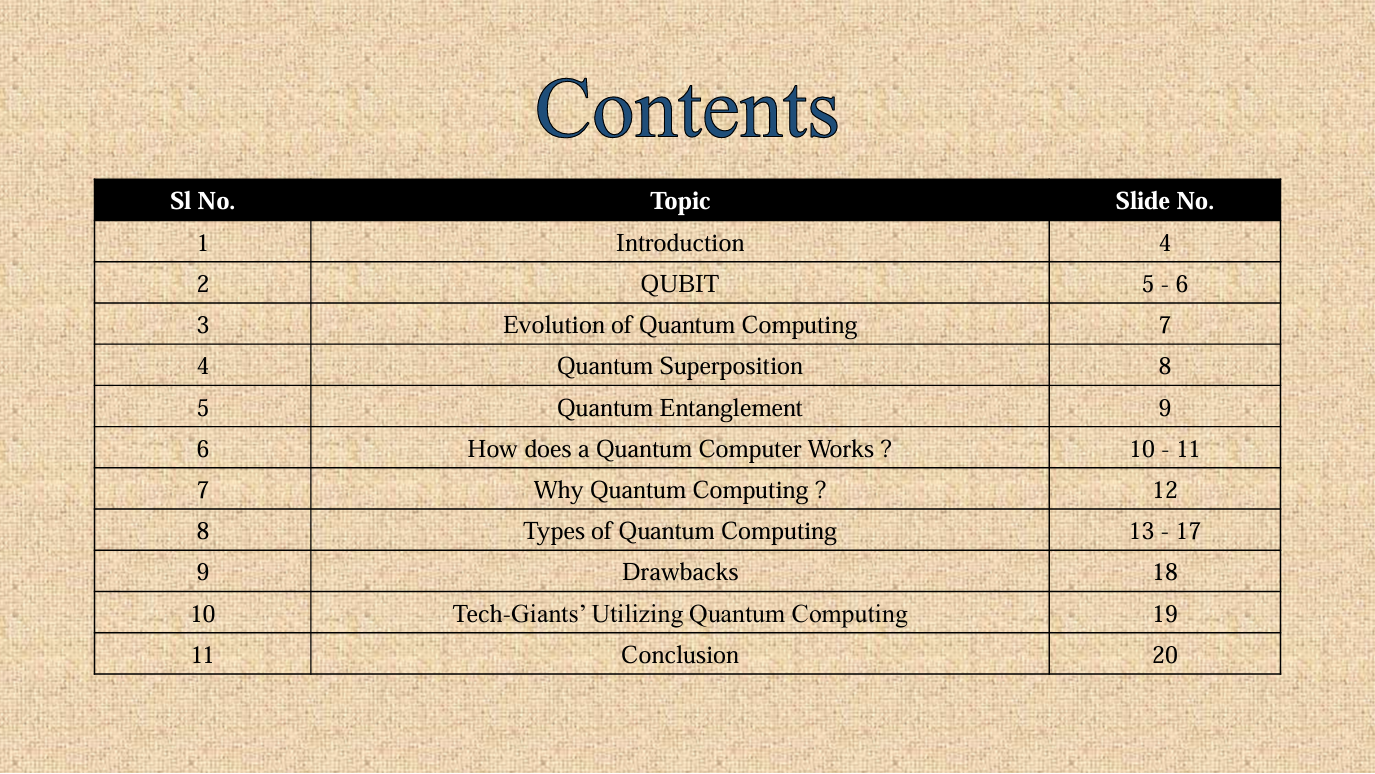 Contents
Sl No. Topic Slide No.
1 Introduction 4
2 QUBIT 5 - 6
3 Evolution of Quantum Computing 7
4 Quantum Superposition 8
5 Quantum Entanglement 9
6 How does a Quantum Computer Works ? 10 - 11
7 Why Quantum Computing ? 12
8 Types of Quantum Computing 13 - 17
9 Drawbacks 18
10 Tech-Giants’ Utilizing Quantum Computing 19
11 Conclusion 20